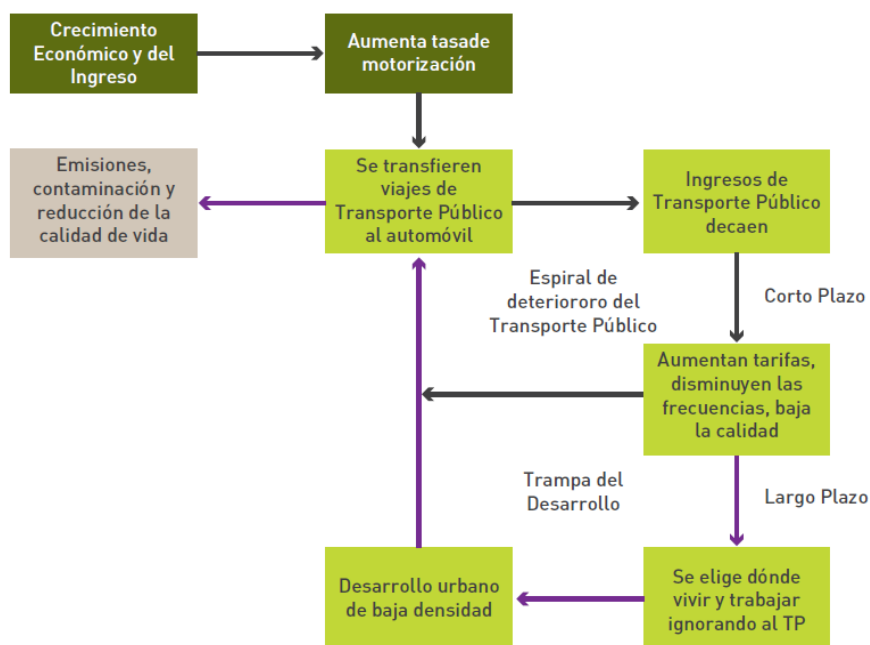 Crecimiento
Económico y del
Ingreso
Aumenta tasade
motorización
Emisiones,
contaminación y
reducción de la
calidad de vida
Se transfieren
viajes de
Transporte Público
al automóvil
Ingresos de
Transporte Público
decaen
Espiral de
deteriororo del
Transporte Público
Corto Plazo
Aumentan tarifas,
disminuyen las
frecuencias, baja
la calidad
Trampa del
Desarrollo
Largo Plazo
Desarrollo urbano
de baja densidad
Se elige dónde
vivir y trabajar
ignorando al TP